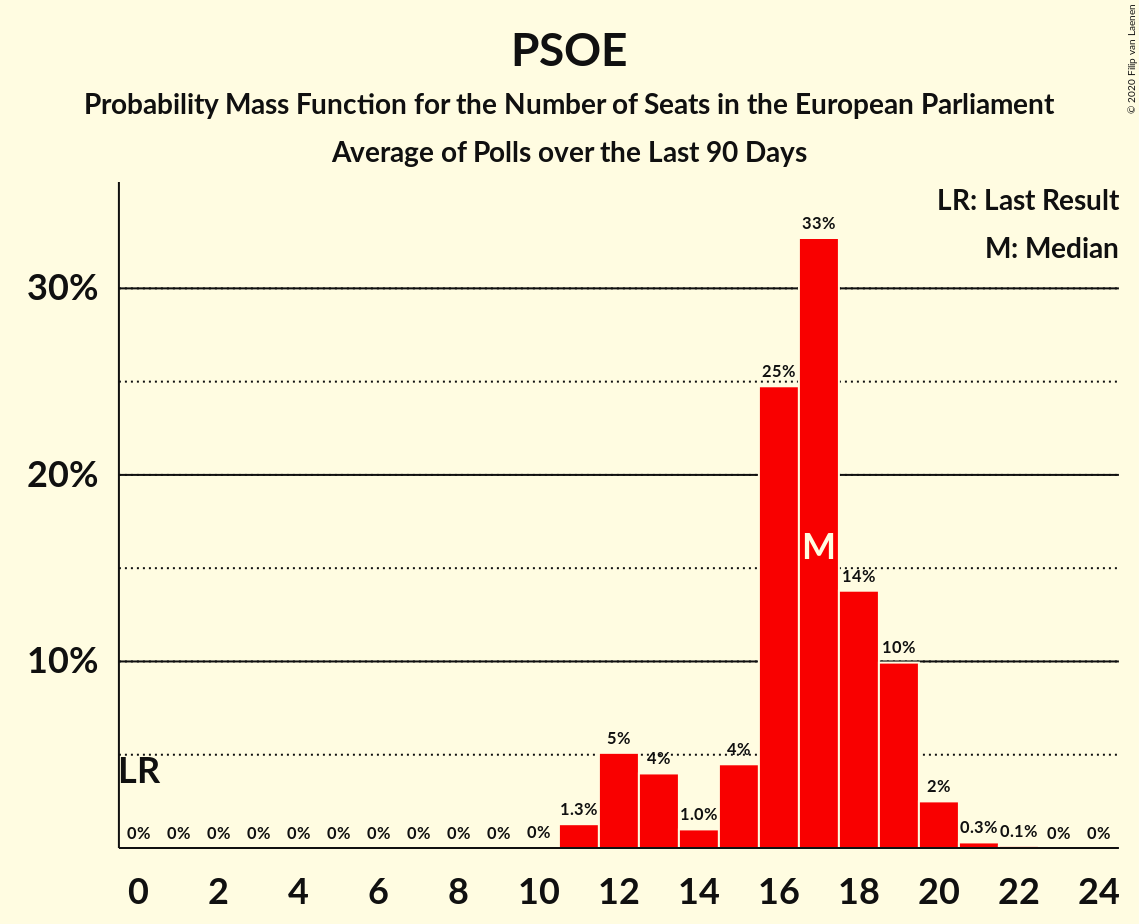 PSOE
Probability Mass Function for the Number of Seats in the European Parliament
Average of Polls over the Last 90 Days
© 2020 Filip van Laenen
LR: Last Result
M: Median
30%
20%
10%
33%
25%
M
14%
10%
5%
4%
4%
LR
2%
1.3%
1.0%
0% 0% 0% 0% 0% 0% 0% 0% 0% 0% 0% 0.3% 0.1% 0% 0%
0 2 4 6 8 10 12 14 16 18 20 22 24